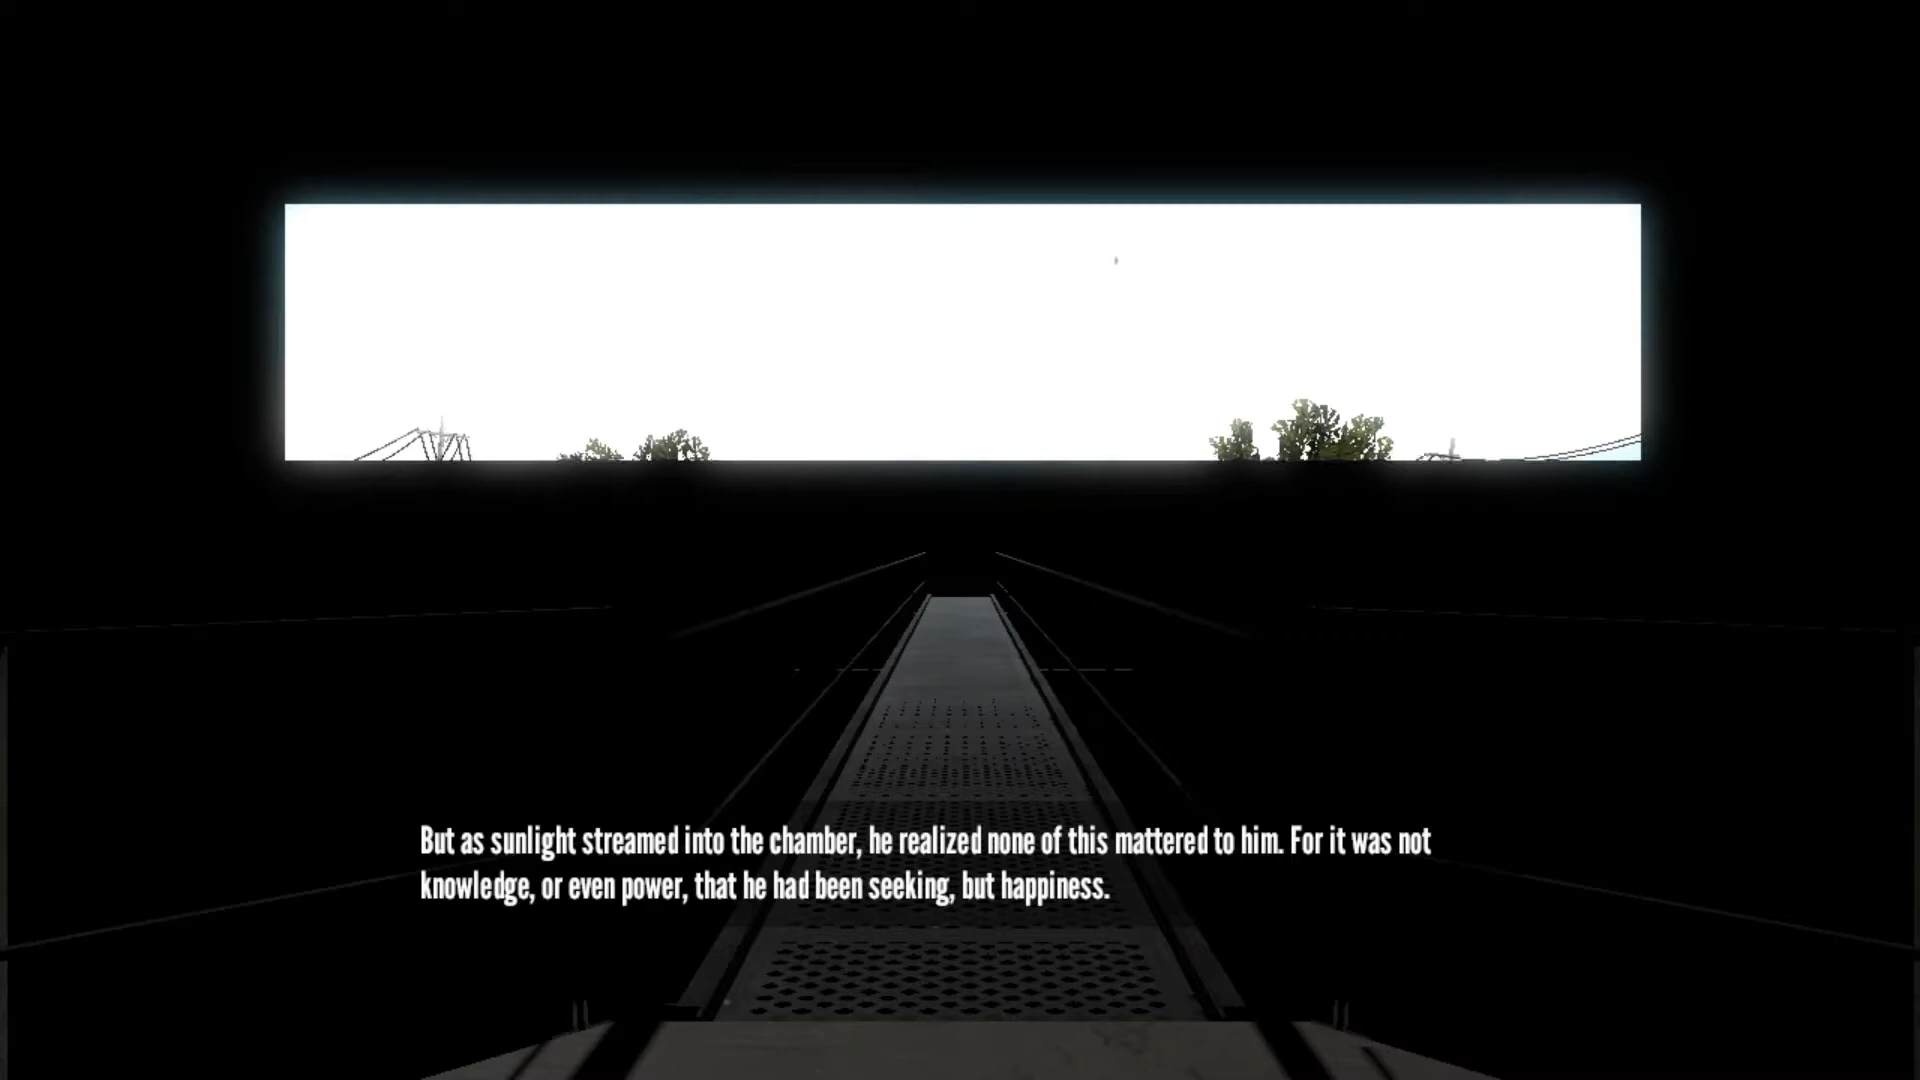 But as sunlight streamed into the chamber, he realized none of this mattered to him. For it was not
knowledge, or even power, that he had been seeking, but happiness.